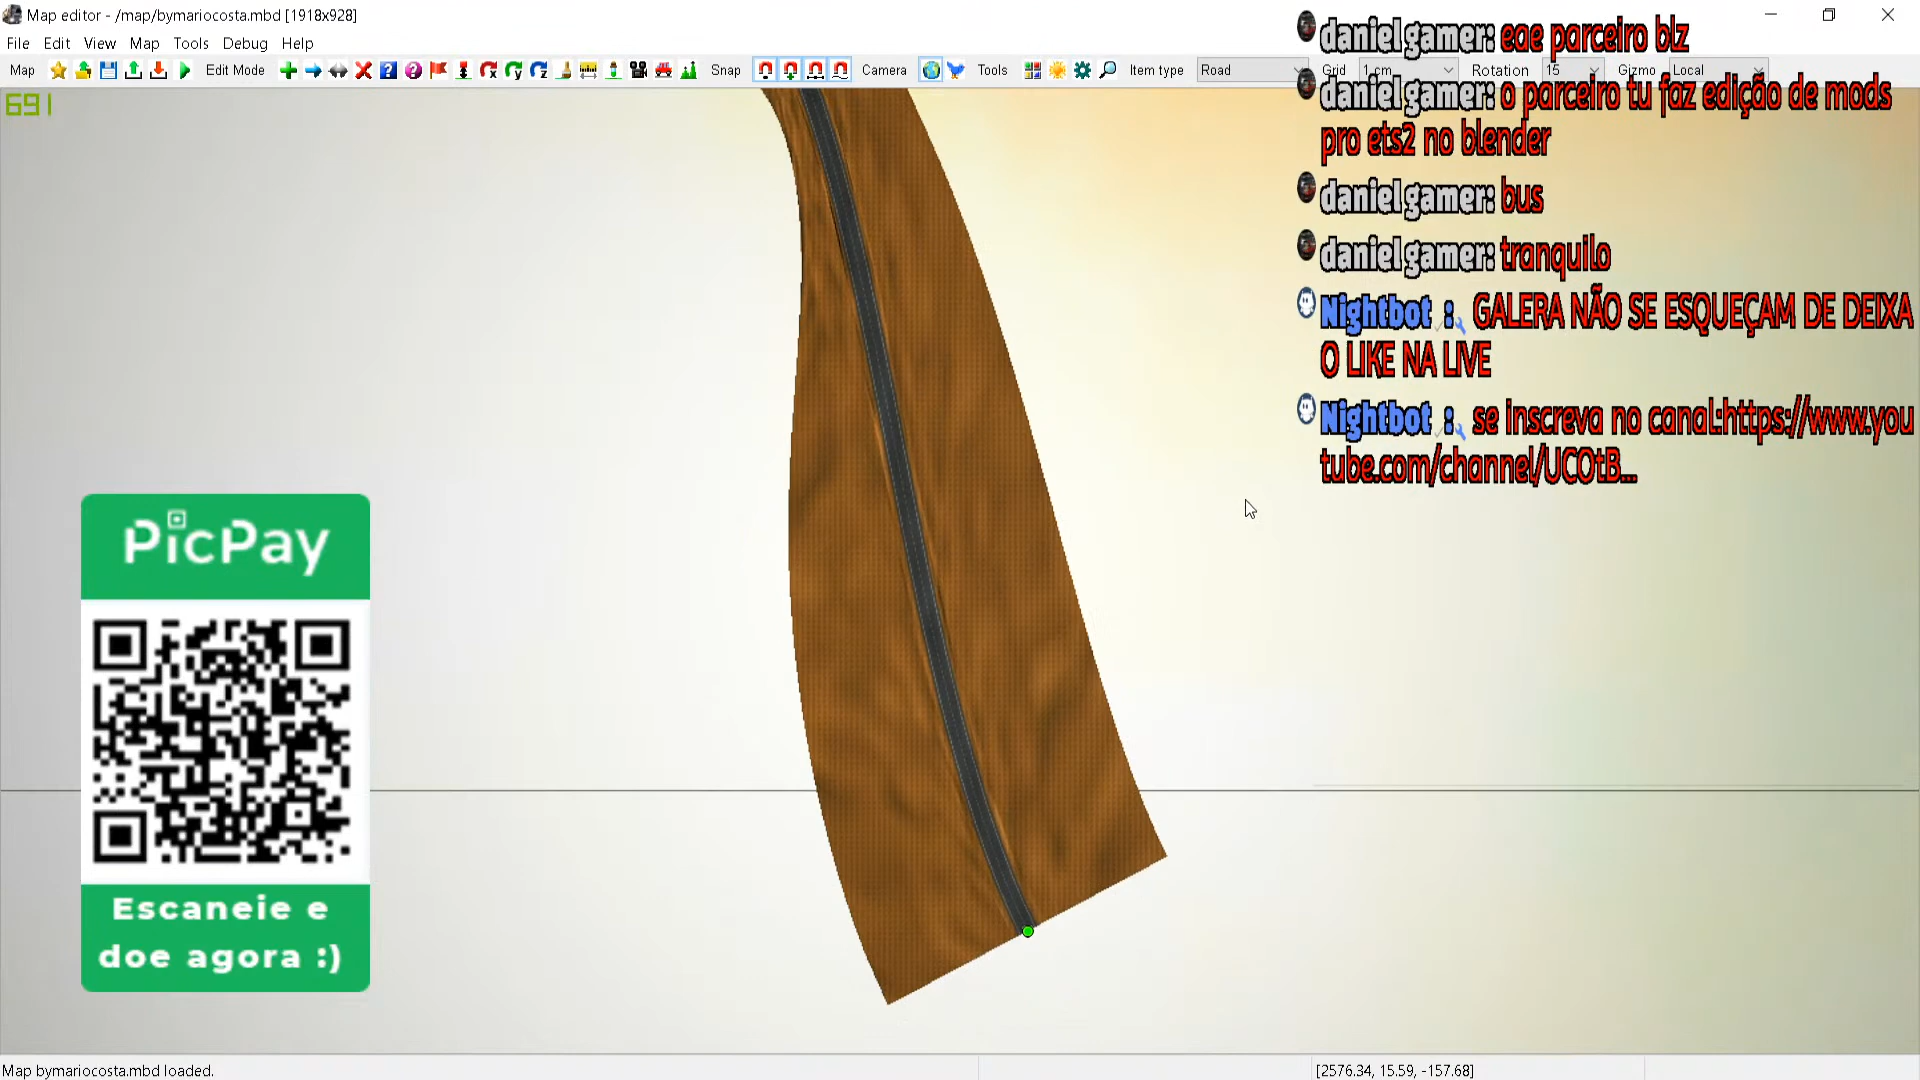 Map editor - /map/bymariocosta.mbd [1918x928]
File Edit View Map Tools Debug Help
Map Edit Mode Snap Camera Tools Item type Road Grid 1 cm Rotation 15 Gizmo Local
691
daniel gamer: eae parceiro blz
daniel gamer: o parceiro tu faz edição de mods
pro ets2 no blender
daniel gamer: bus
daniel gamer: tranquilo
Nightbot : GALERA NÃO SE ESQUEÇAM DE DEIXA
O LIKE NA LIVE
Nightbot : se inscreva no canal:https://www.you
tube.com/channel/UCOtB...
PicPay
Escaneie e
doe agora :)
Map bymariocosta.mbd loaded.
[2576.34, 15.59, -157.68]